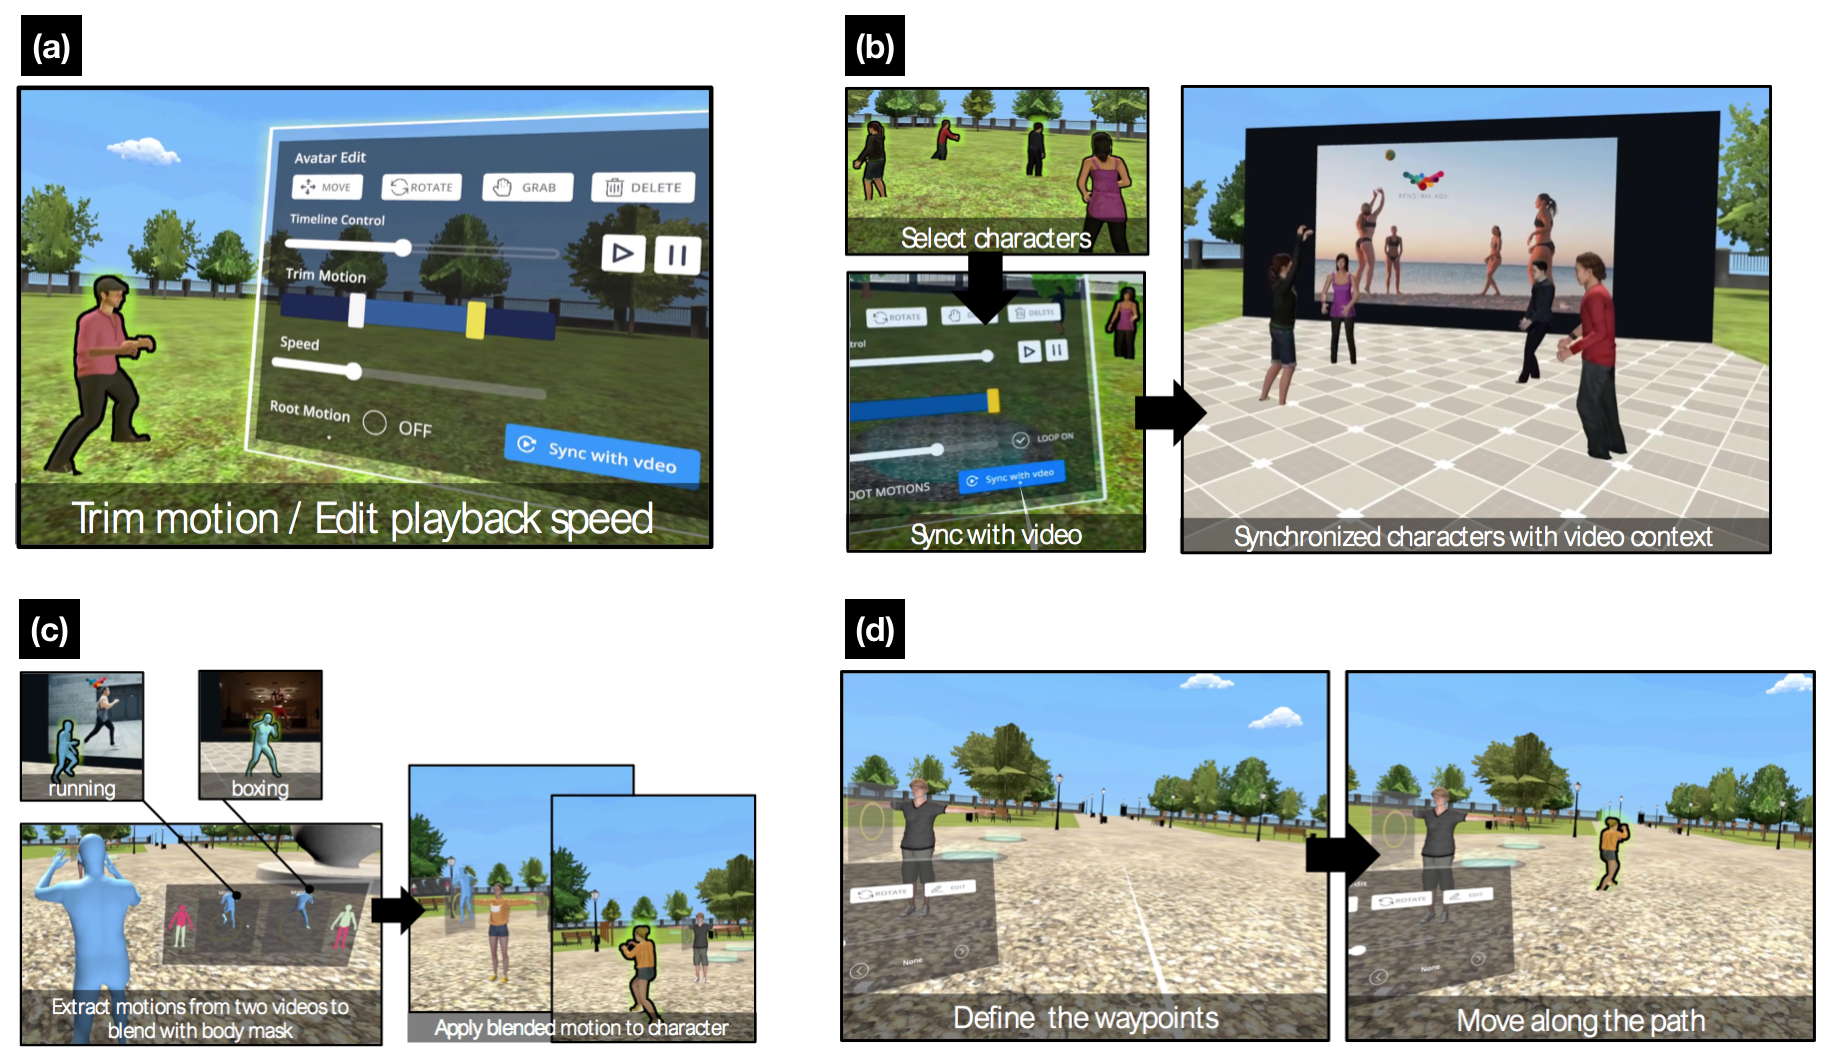 (a)
Avatar Edit
MOVE
ROTATE
GRAB
DELETE
Timeline Control
Trim Motion
Speed
Root Motion
OFF
Sync with vdeo
Trim motion / Edit playback speed
(b)
Select characters
ROTATE
DELETE
trol
LOOP ON
Sync with vdeo
OOT MOTIONS
Sync with video
Synchronized characters with video context
(c)
running
boxing
Extract motions from two videos to
blend with body mask
Apply blended motion to character
(d)
ROTATE
EDIT
None
Define the waypoints
ROTATE
EDIT
None
Move along the path